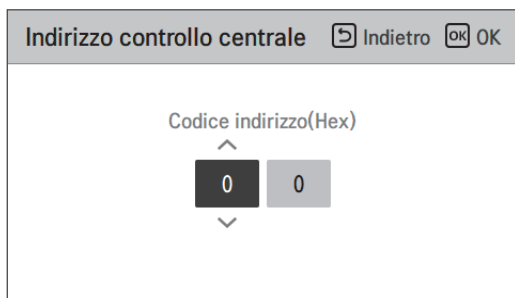 Indirizzo controllo centrale Indietro OK OK
Codice indirizzo(Hex)
0 0